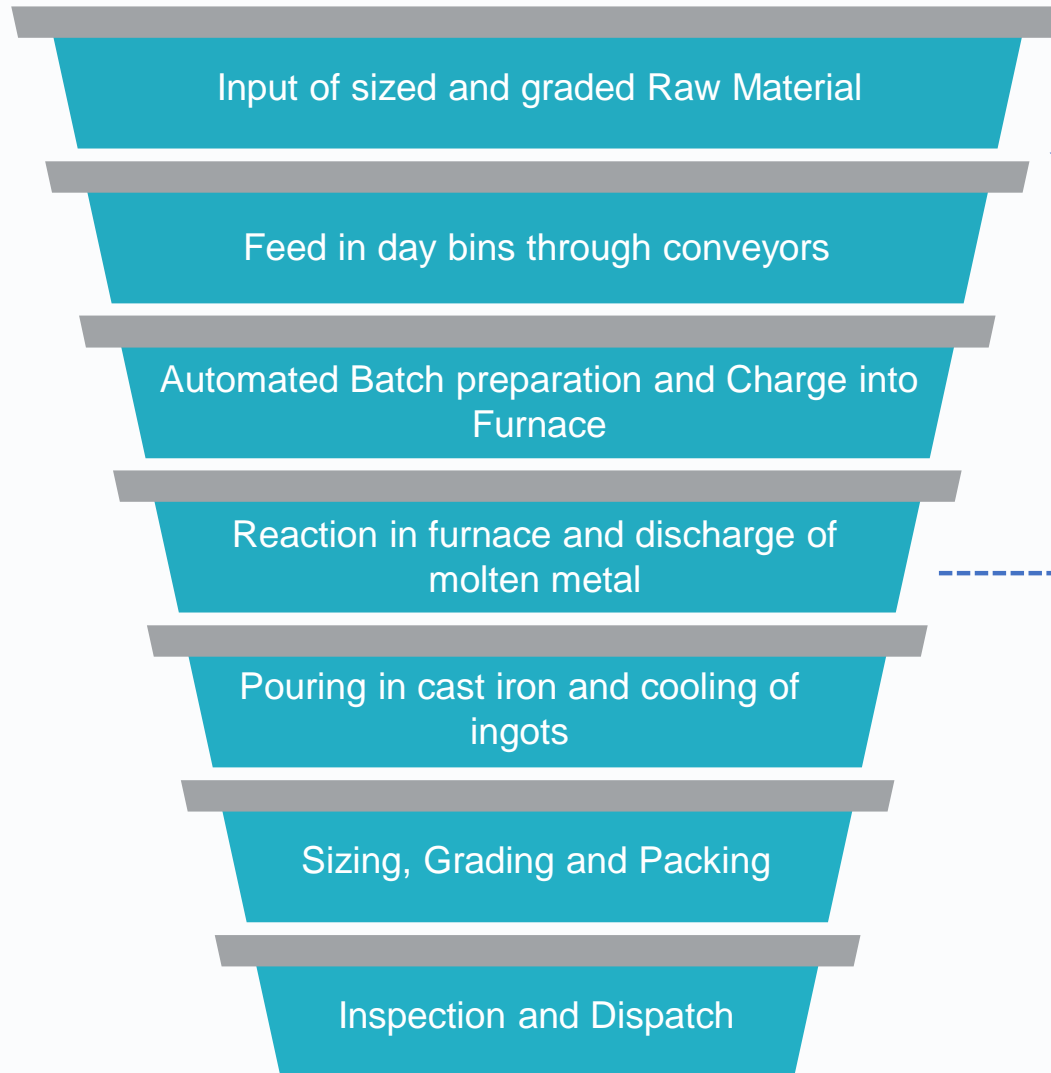 Input of sized and graded Raw Material
Feed in day bins through conveyors
Automated Batch preparation and Charge into
Furnace
Reaction in furnace and discharge of
molten metal
Pouring in cast iron and cooling of
ingots
Sizing, Grading and Packing
Inspection and Dispatch